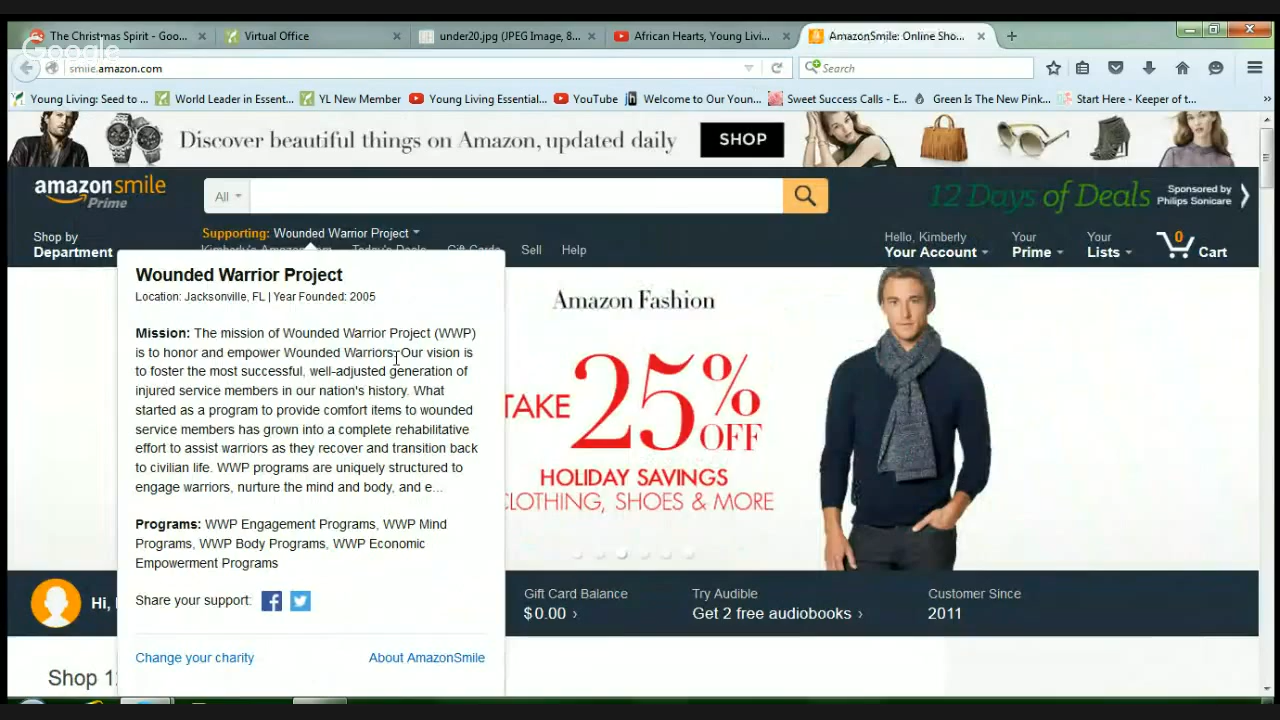 The Christmas Spirit - Goo...
Virtual Office
under20.jpg (JPEG Image, 8...
African Hearts, Young Livi...
AmazonSmile: Online Sho...
Google
smile.amazon.com
Search
Young Living: Seed to ...
World Leader in Essent...
YL New Member
Young Living Essential...
YouTube
Welcome to Our Youn...
Sweet Success Calls - E...
Green Is The New Pink...
Start Here - Keeper of t...
Discover beautiful things on Amazon, updated daily
SHOP
amazonsmile
Prime
All
12 Days of Deals
Sponsored by
Philips Sonicare
Shop by
Department
Supporting: Wounded Warrior Project
Kimberly's Amazon.com
Today's Deals
Gift Cards
Sell
Help
Hello, Kimberly
Your Account
Your
Prime
Your
Lists
0
Cart
Wounded Warrior Project
Location: Jacksonville, FL | Year Founded: 2005
Mission: The mission of Wounded Warrior Project (WWP)
is to honor and empower Wounded Warriors. Our vision is
to foster the most successful, well-adjusted generation of
injured service members in our nation's history. What
started as a program to provide comfort items to wounded
service members has grown into a complete rehabilitative
effort to assist warriors as they recover and transition back
to civilian life. WWP programs are uniquely structured to
engage warriors, nurture the mind and body, and e...
Programs: WWP Engagement Programs, WWP Mind
Programs, WWP Body Programs, WWP Economic
Empowerment Programs
Share your support:
Change your charity
About AmazonSmile
Amazon Fashion
TAKE 25% OFF
HOLIDAY SAVINGS
CLOTHING, SHOES & MORE
Hi,
Gift Card Balance
$0.00 ›
Try Audible
Get 2 free audiobooks ›
Customer Since
2011
Shop 1